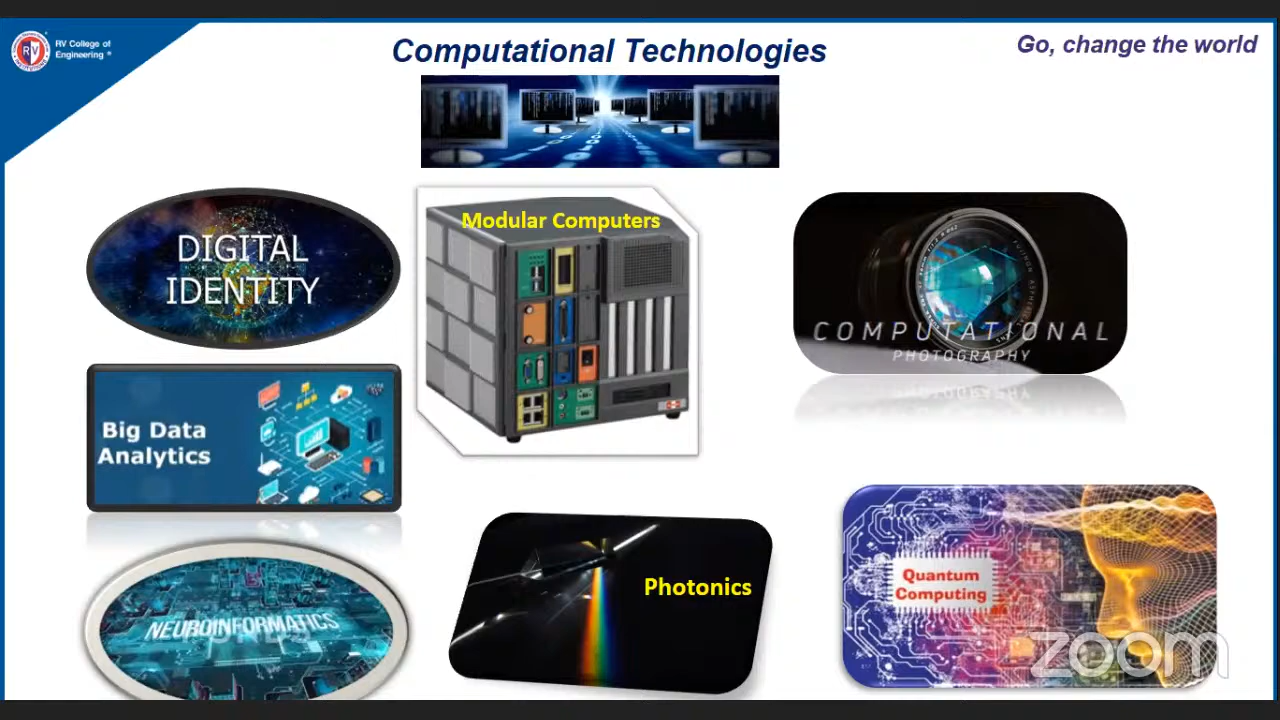 RV College of
Engineering
Computational Technologies
Go, change the world
DIGITAL
IDENTITY
Modular Computers
COMPUTATIONAL
PHOTOGRAPHY
Big Data
Analytics
NEUROINFORMATICS
Photonics
Quantum
Computing
zoom